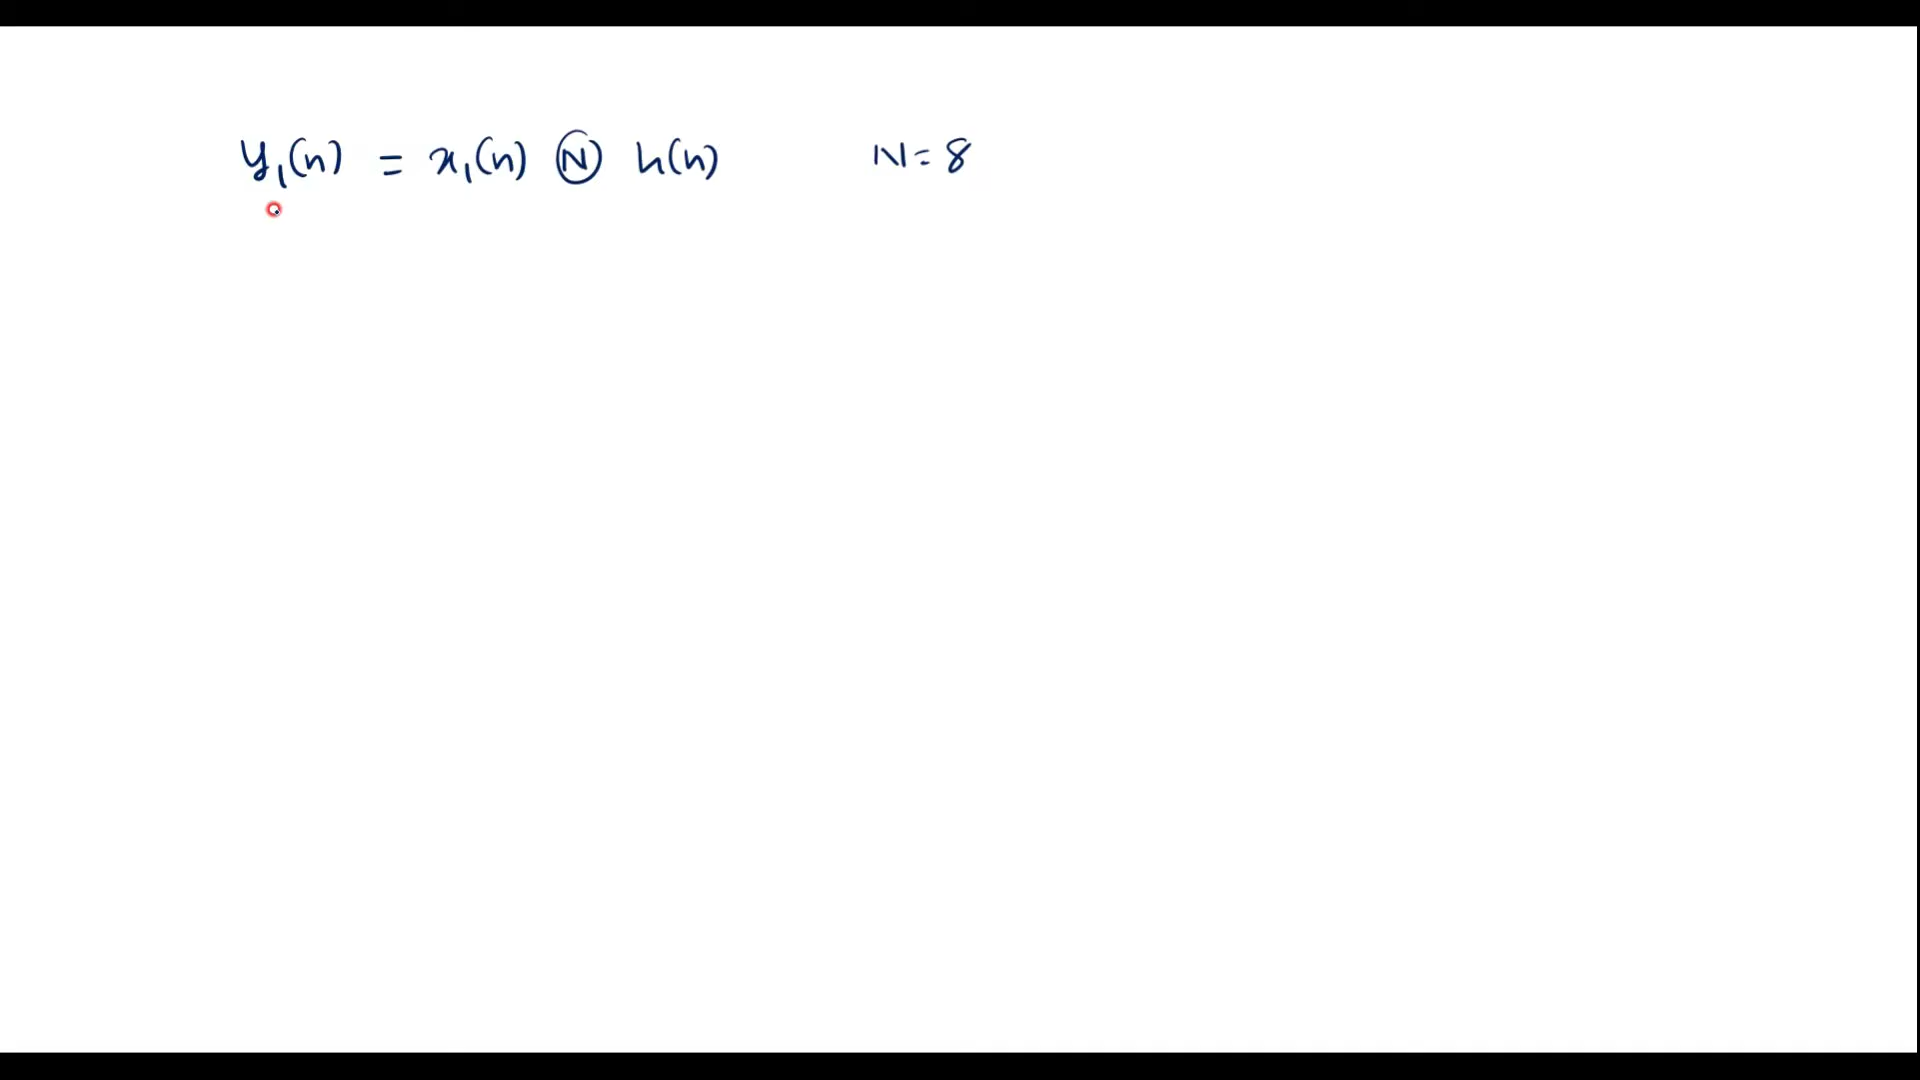 y₁(n) = x₁(n) Ⓝ h(n) N = 8